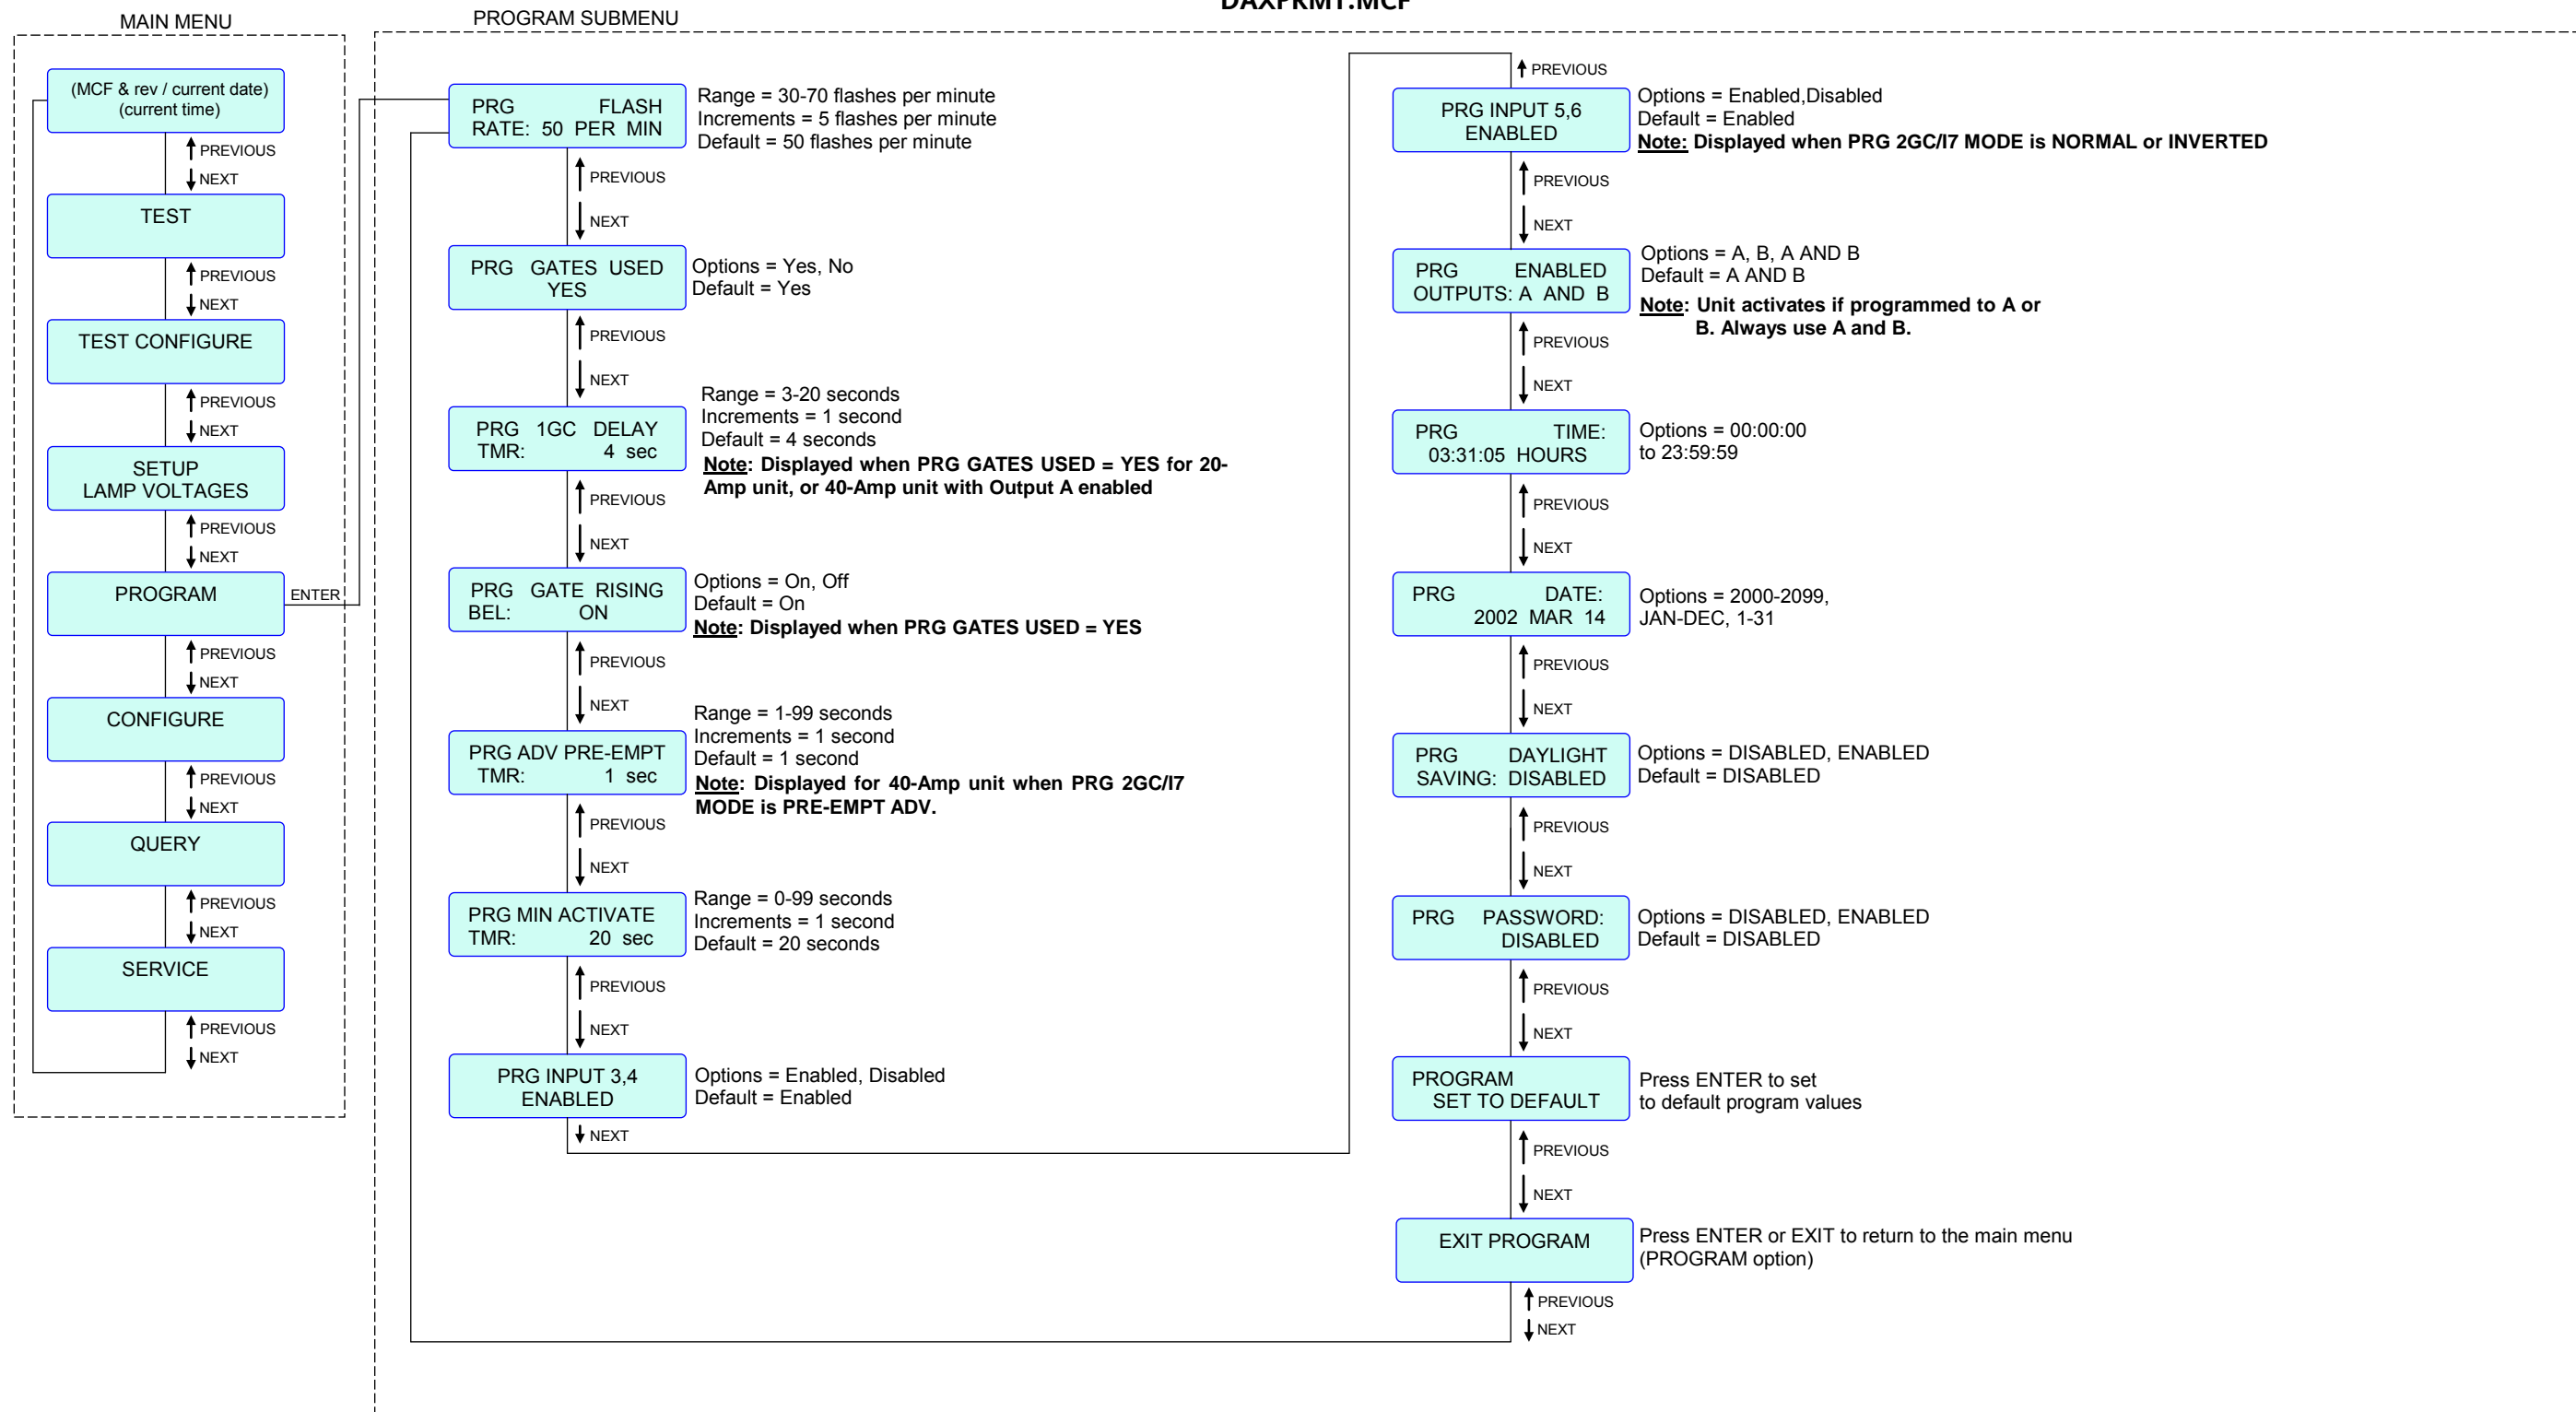 DAXPRMT.MCF
MAIN MENU
(MCF & rev / current date)
(current time)
PREVIOUS
NEXT
TEST
PREVIOUS
NEXT
TEST CONFIGURE
PREVIOUS
NEXT
SETUP
LAMP VOLTAGES
PREVIOUS
NEXT
PROGRAM
ENTER
PREVIOUS
NEXT
CONFIGURE
PREVIOUS
NEXT
QUERY
PREVIOUS
NEXT
SERVICE
PREVIOUS
NEXT
PROGRAM SUBMENU
PRG FLASH
RATE: 50 PER MIN
Range = 30-70 flashes per minute
Increments = 5 flashes per minute
Default = 50 flashes per minute
PREVIOUS
NEXT
PRG GATES USED
YES
Options = Yes, No
Default = Yes
PREVIOUS
NEXT
PRG 1GC DELAY
TMR: 4 sec
Range = 3-20 seconds
Increments = 1 second
Default = 4 seconds
Note: Displayed when PRG GATES USED = YES for 20-
Amp unit, or 40-Amp unit with Output A enabled
PREVIOUS
NEXT
PRG GATE RISING
BEL: ON
Options = On, Off
Default = On
Note: Displayed when PRG GATES USED = YES
PREVIOUS
NEXT
PRG ADV PRE-EMPT
TMR: 1 sec
Range = 1-99 seconds
Increments = 1 second
Default = 1 second
Note: Displayed for 40-Amp unit when PRG 2GC/I7
MODE is PRE-EMPT ADV.
PREVIOUS
NEXT
PRG MIN ACTIVATE
TMR: 20 sec
Range = 0-99 seconds
Increments = 1 second
Default = 20 seconds
PREVIOUS
NEXT
PRG INPUT 3,4
ENABLED
Options = Enabled, Disabled
Default = Enabled
NEXT
PREVIOUS
PRG INPUT 5,6
ENABLED
Options = Enabled,Disabled
Default = Enabled
Note: Displayed when PRG 2GC/I7 MODE is NORMAL or INVERTED
PREVIOUS
NEXT
PRG ENABLED
OUTPUTS: A AND B
Options = A, B, A AND B
Default = A AND B
Note: Unit activates if programmed to A or
B. Always use A and B.
PREVIOUS
NEXT
PRG TIME:
03:31:05 HOURS
Options = 00:00:00
to 23:59:59
PREVIOUS
NEXT
PRG DATE:
2002 MAR 14
Options = 2000-2099,
JAN-DEC, 1-31
PREVIOUS
NEXT
PRG DAYLIGHT
SAVING: DISABLED
Options = DISABLED, ENABLED
Default = DISABLED
PREVIOUS
NEXT
PRG PASSWORD:
DISABLED
Options = DISABLED, ENABLED
Default = DISABLED
PREVIOUS
NEXT
PROGRAM
SET TO DEFAULT
Press ENTER to set
to default program values
PREVIOUS
NEXT
EXIT PROGRAM
Press ENTER or EXIT to return to the main menu
(PROGRAM option)
PREVIOUS
NEXT